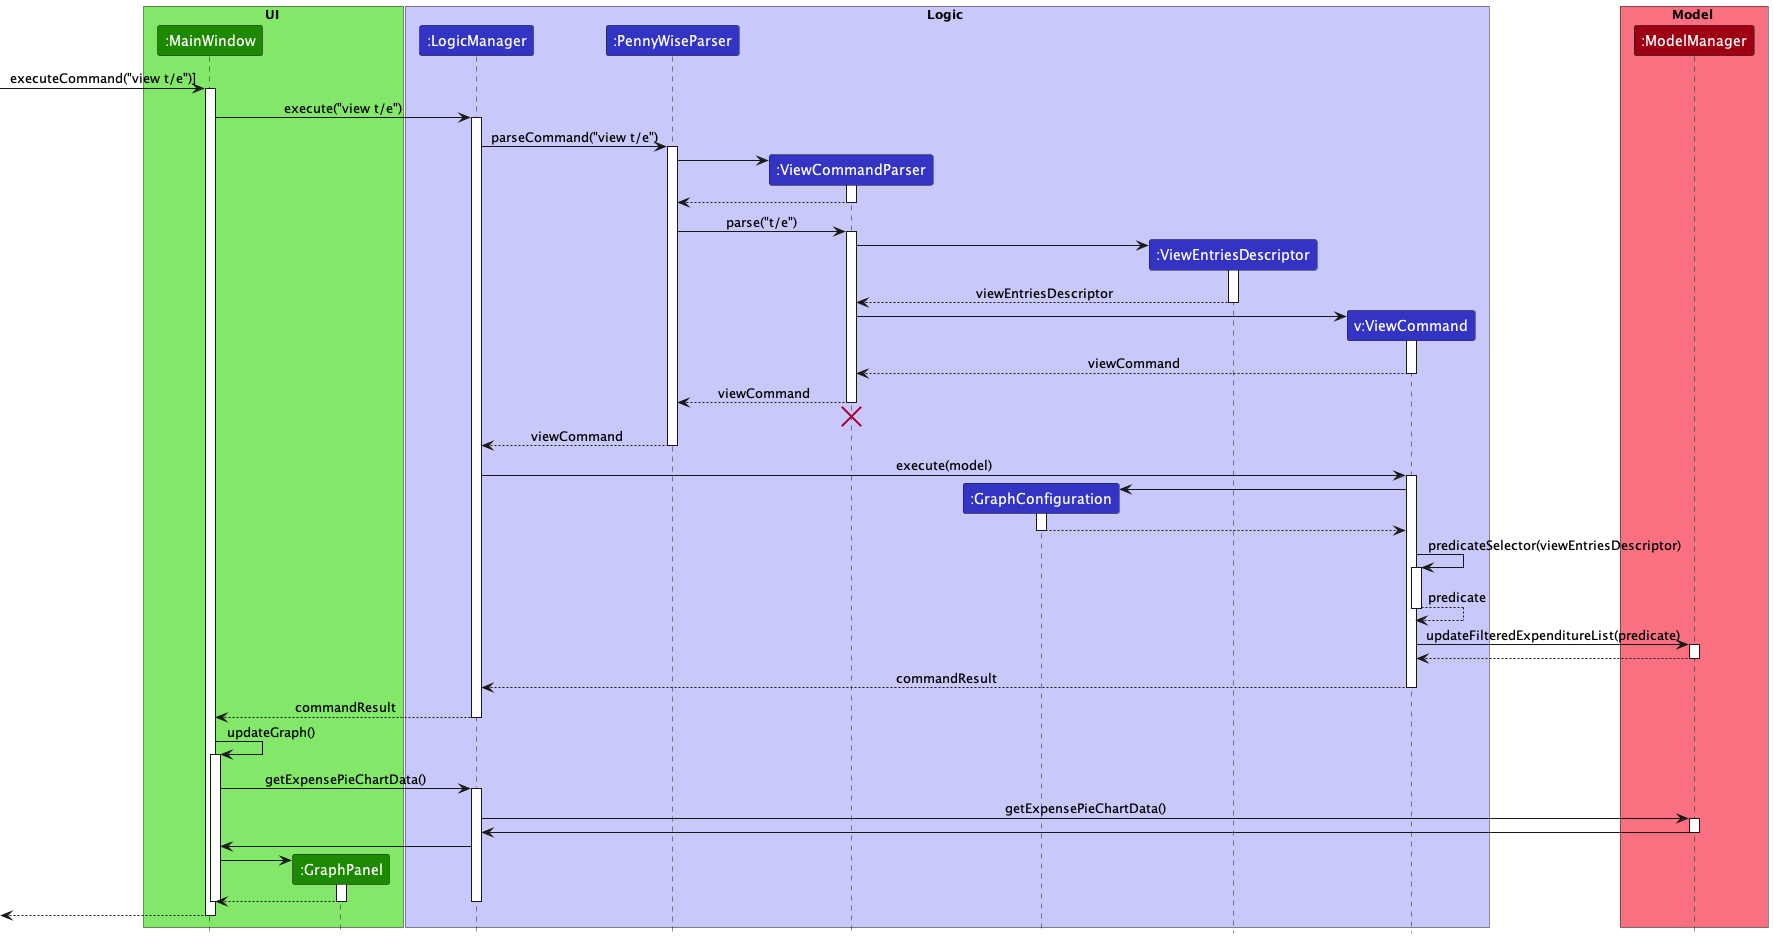 UI
Logic
Model
:MainWindow
:LogicManager
:PennyWiseParser
:ModelManager
executeCommand("view t/e")]
execute("view t/e")
parseCommand("view t/e")
:ViewCommandParser
parse("t/e")
:ViewEntriesDescriptor
viewEntriesDescriptor
v:ViewCommand
viewCommand
viewCommand
viewCommand
execute(model)
:GraphConfiguration
predicateSelector(viewEntriesDescriptor)
predicate
updateFilteredExpenditureList(predicate)
commandResult
commandResult
updateGraph()
getExpensePieChartData()
getExpensePieChartData()
:GraphPanel